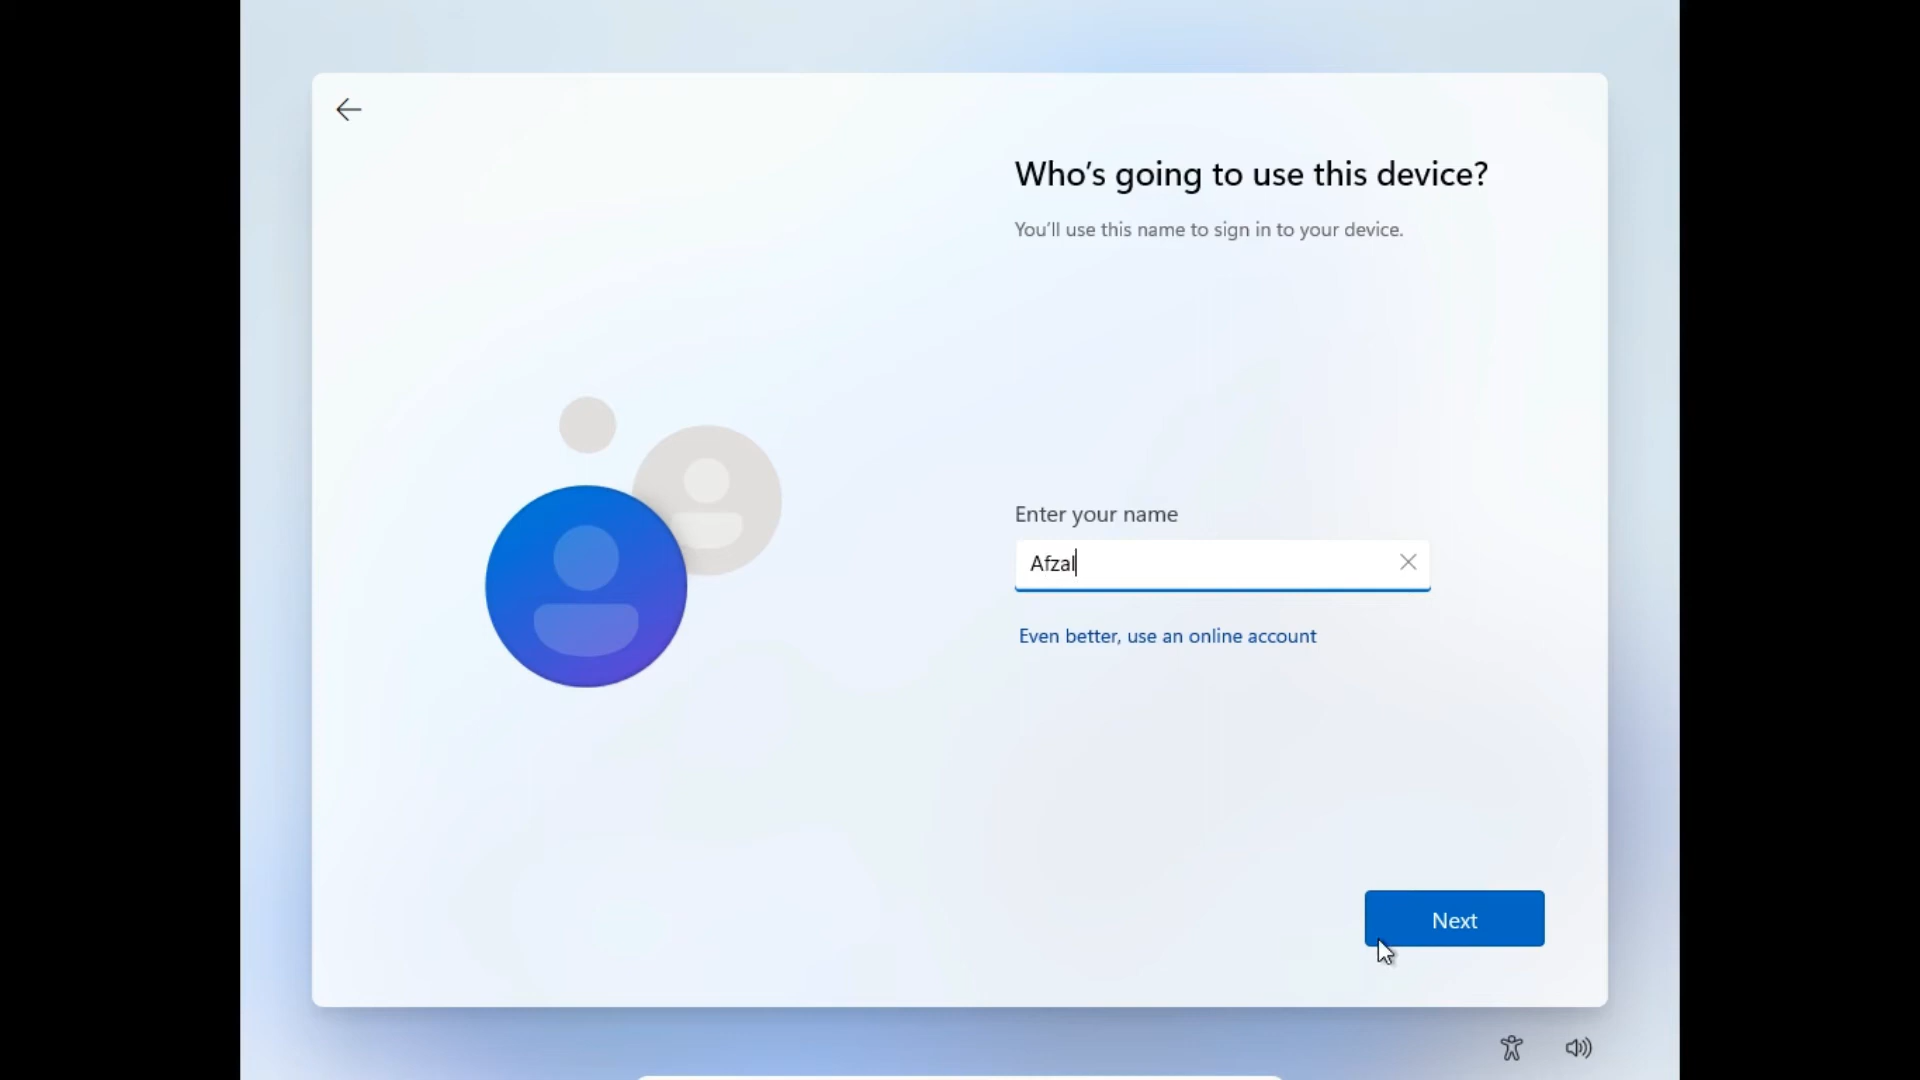 Who's going to use this device?
You'll use this name to sign in to your device.
Enter your name
Afzal
Even better, use an online account
Next